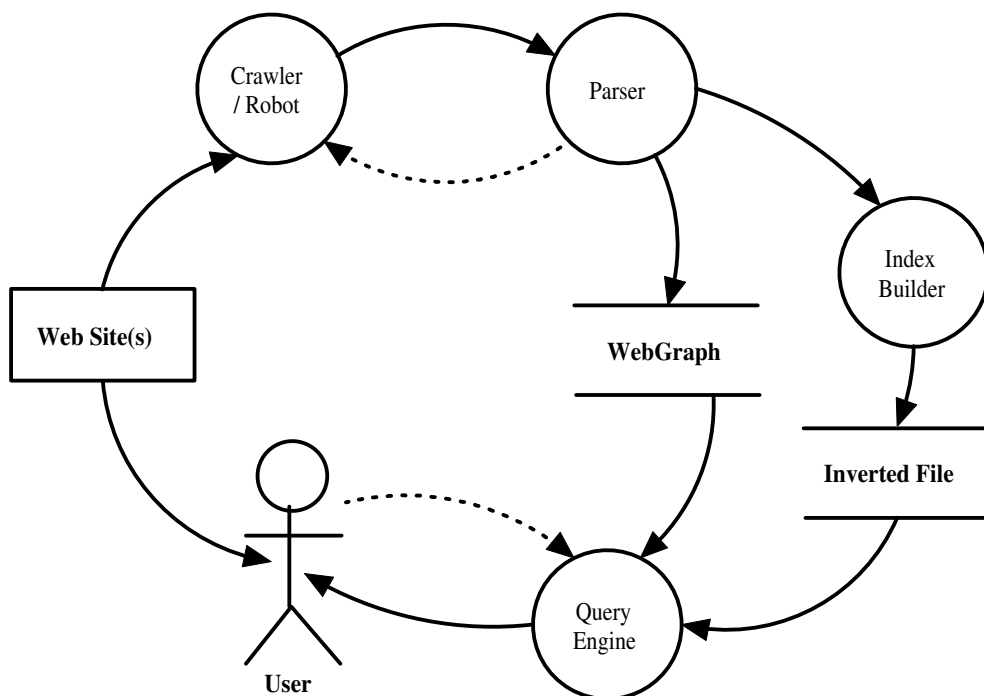 Crawler
/ Robot
Parser
Index
Builder
Web Site(s)
WebGraph
Inverted File
Query
Engine
User